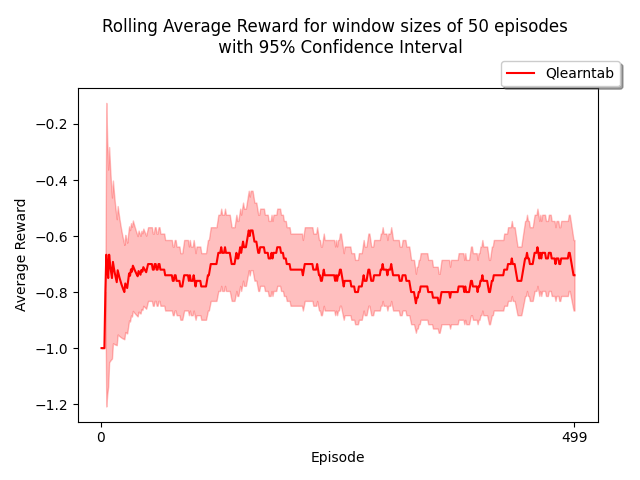 Rolling Average Reward for window sizes of 50 episodes
with 95% Confidence Interval
Qlearntab
−0.2
−0.4
−0.6
−0.8
−1.0
−1.2
Average Reward
0
499
Episode